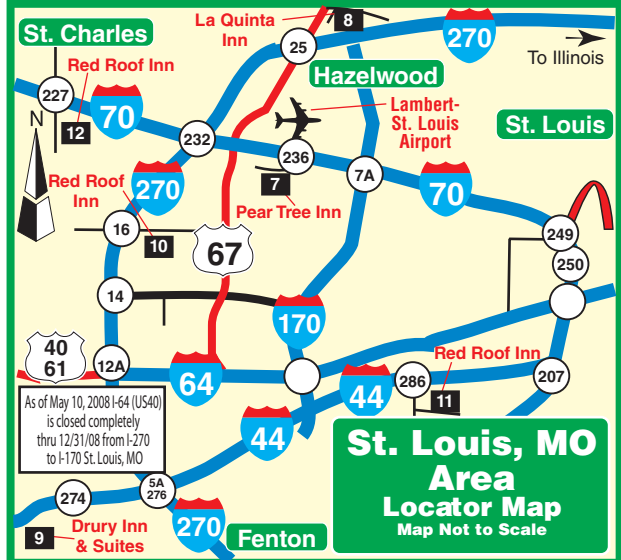 La Quinta
Inn
8
St. Charles
25
270
To Illinois
Red Roof Inn
Hazelwood
227
70
Lambert-
St. Louis
Airport
N
12
232
St. Louis
236
7A
Red Roof
Inn
270
7
70
Pear Tree Inn
16
10
67
249
250
14
170
40
61
12A
64
Red Roof Inn
44
286
11
207
As of May 10, 2008 I-64 (US40)
is closed completely
thru 12/31/08 from I-270
to I-170 St. Louis, MO
44
St. Louis, MO
Area
Locator Map
Map Not to Scale
5A
276
274
9
Drury Inn
& Suites
270
Fenton